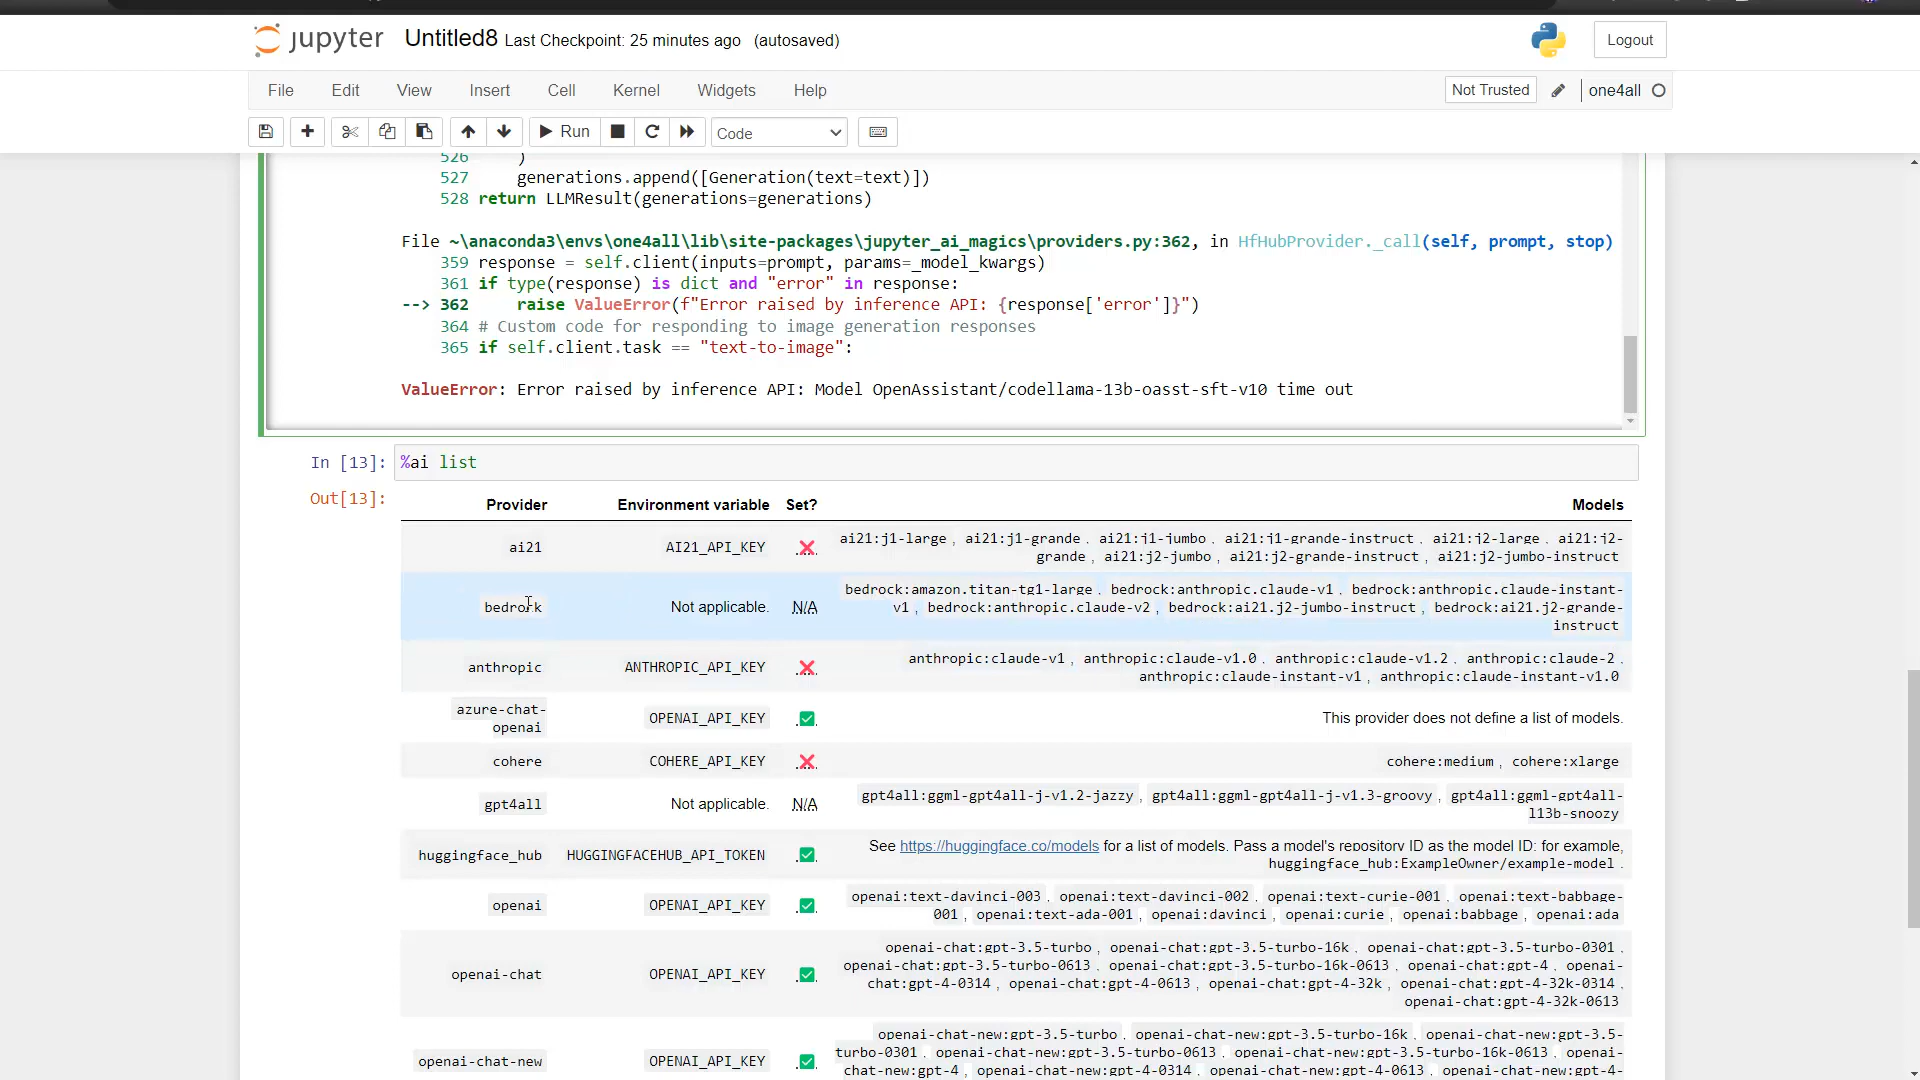 jupyter Untitled8 Last Checkpoint: 25 minutes ago (autosaved) Logout
File Edit View Insert Cell Kernel Widgets Help Not Trusted one4all
Run Code
526 )
527 generations.append([Generation(text=text)])
528 return LLMResult(generations=generations)
File ~\anaconda3\envs\one4all\lib\site-packages\jupyter_ai_magics\providers.py:362, in HfHubProvider._call(self, prompt, stop)
359 response = self.client(inputs=prompt, params=_model_kwargs)
361 if type(response) is dict and "error" in response:
--> 362 raise ValueError(f"Error raised by inference API: {response['error']}")
364 # Custom code for responding to image generation responses
365 if self.client.task == "text-to-image":
ValueError: Error raised by inference API: Model OpenAssistant/codellama-13b-oasst-sft-v10 time out
In [13]: %ai list
Out[13]:
Provider Environment variable Set? Models
ai21 AI21_API_KEY ❌ ai21:j1-large , ai21:j1-grande , ai21:j1-jumbo , ai21:j1-grande-instruct , ai21:j2-large , ai21:j2-
grande , ai21:j2-jumbo , ai21:j2-grande-instruct , ai21:j2-jumbo-instruct
bedrock Not applicable. N/A bedrock:amazon.titan-tg1-large , bedrock:anthropic.claude-v1 , bedrock:anthropic.claude-instant-
v1 , bedrock:anthropic.claude-v2 , bedrock:ai21.j2-jumbo-instruct , bedrock:ai21.j2-grande-
instruct
anthropic ANTHROPIC_API_KEY ❌ anthropic:claude-v1 , anthropic:claude-v1.0 , anthropic:claude-v1.2 , anthropic:claude-2 ,
anthropic:claude-instant-v1 , anthropic:claude-instant-v1.0
azure-chat-
openai OPENAI_API_KEY ✅ This provider does not define a list of models.
cohere COHERE_API_KEY ❌ cohere:medium , cohere:xlarge
gpt4all Not applicable. N/A gpt4all:ggml-gpt4all-j-v1.2-jazzy , gpt4all:ggml-gpt4all-j-v1.3-groovy , gpt4all:ggml-gpt4all-
l13b-snoozy
huggingface_hub HUGGINGFACEHUB_API_TOKEN ✅ See https://huggingface.co/models for a list of models. Pass a model's repository ID as the model ID; for example,
huggingface_hub:ExampleOwner/example-model .
openai OPENAI_API_KEY ✅ openai:text-davinci-003 , openai:text-davinci-002 , openai:text-curie-001 , openai:text-babbage-
001 , openai:text-ada-001 , openai:davinci , openai:curie , openai:babbage , openai:ada
openai-chat OPENAI_API_KEY ✅ openai-chat:gpt-3.5-turbo , openai-chat:gpt-3.5-turbo-16k , openai-chat:gpt-3.5-turbo-0301 ,
openai-chat:gpt-3.5-turbo-0613 , openai-chat:gpt-3.5-turbo-16k-0613 , openai-chat:gpt-4 , openai-
chat:gpt-4-0314 , openai-chat:gpt-4-0613 , openai-chat:gpt-4-32k , openai-chat:gpt-4-32k-0314 ,
openai-chat:gpt-4-32k-0613
openai-chat-new OPENAI_API_KEY ✅ openai-chat-new:gpt-3.5-turbo , openai-chat-new:gpt-3.5-turbo-16k , openai-chat-new:gpt-3.5-
turbo-0301 , openai-chat-new:gpt-3.5-turbo-0613 , openai-chat-new:gpt-3.5-turbo-16k-0613 , openai-
chat-new:gpt-4 , openai-chat-new:gpt-4-0314 , openai-chat-new:gpt-4-0613 , openai-chat-new:gpt-4-